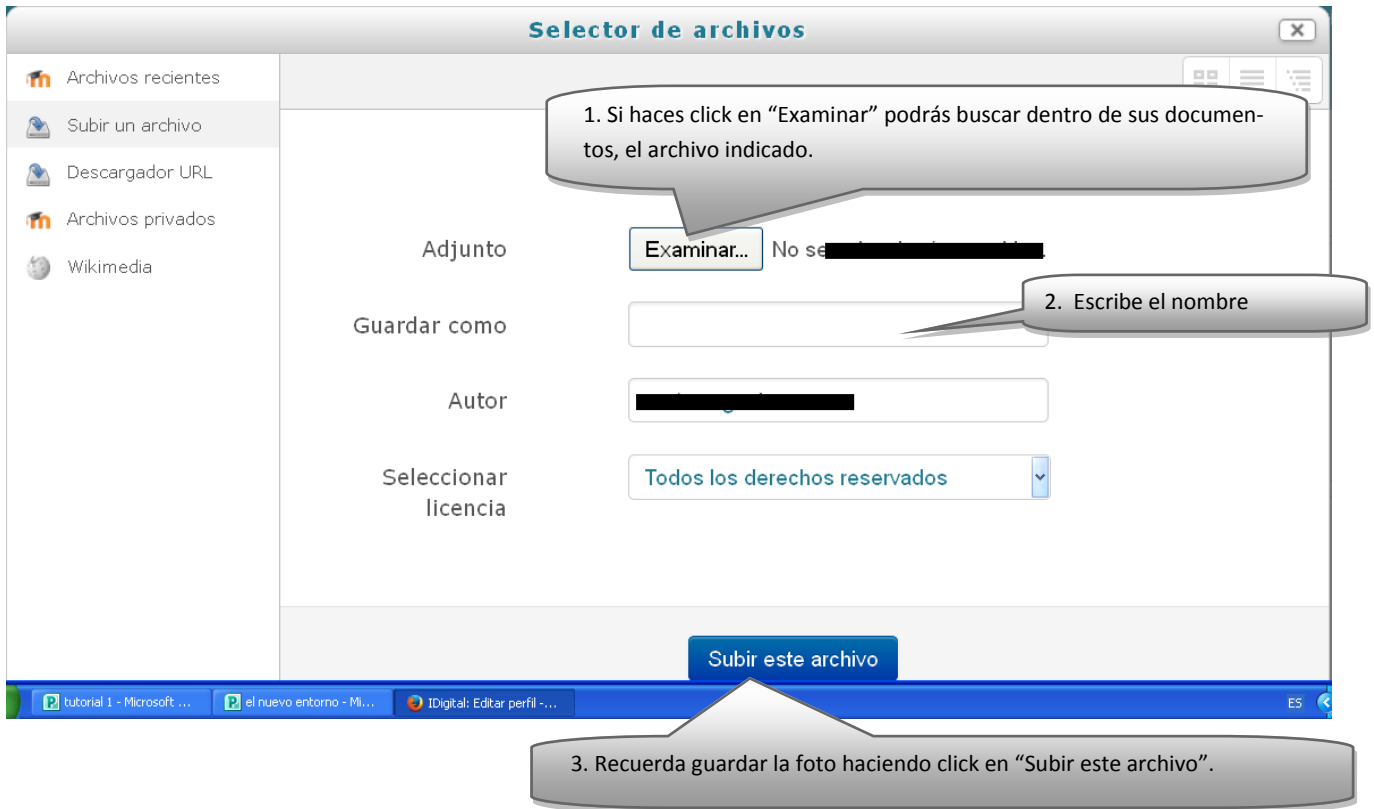 Selector de archivos
Archivos recientes
Subir un archivo
Descargador URL
Archivos privados
Wikimedia
1. Si haces click en “Examinar” podrás buscar dentro de sus documen-
tos, el archivo indicado.
Adjunto
Examinar... No se
2. Escribe el nombre
Guardar como
Autor
Seleccionar
licencia
Todos los derechos reservados
Subir este archivo
tutorial 1 - Microsoft ...
el nuevo entorno - Mi...
IDigital: Editar perfil -...
ES
3. Recuerda guardar la foto haciendo click en “Subir este archivo”.